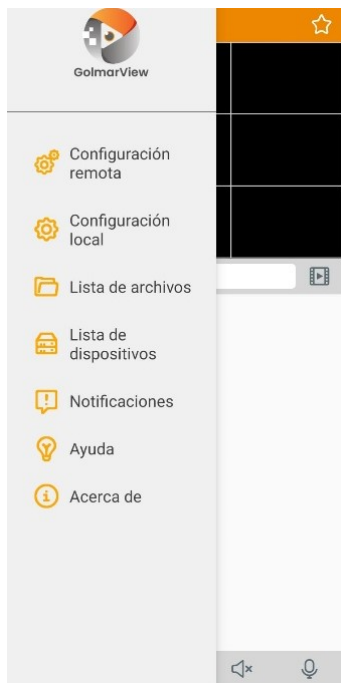 GolmarView
Configuración
remota
Configuración
local
Lista de archivos
Lista de
dispositivos
Notificaciones
Ayuda
Acerca de